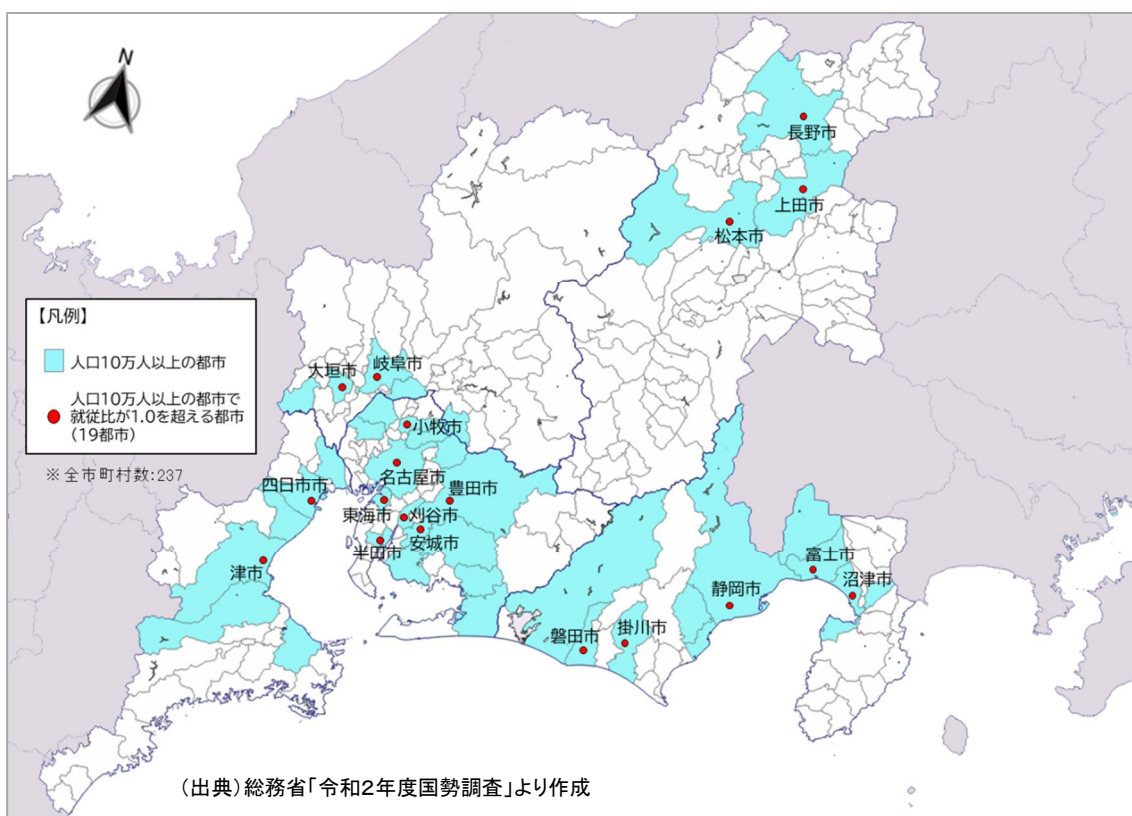 N
長野市
上田市
松本市
【凡例】
人口10万人以上の都市
人口10万人以上の都市で
就従比が1.0を超える都市
(19都市)
※全市町村数:237
大垣市
岐阜市
小牧市
名古屋市
四日市市
豊田市
東海市
刈谷市
安城市
半田市
津市
富士市
沼津市
静岡市
掛川市
磐田市
(出典)総務省「令和2年度国勢調査」より作成